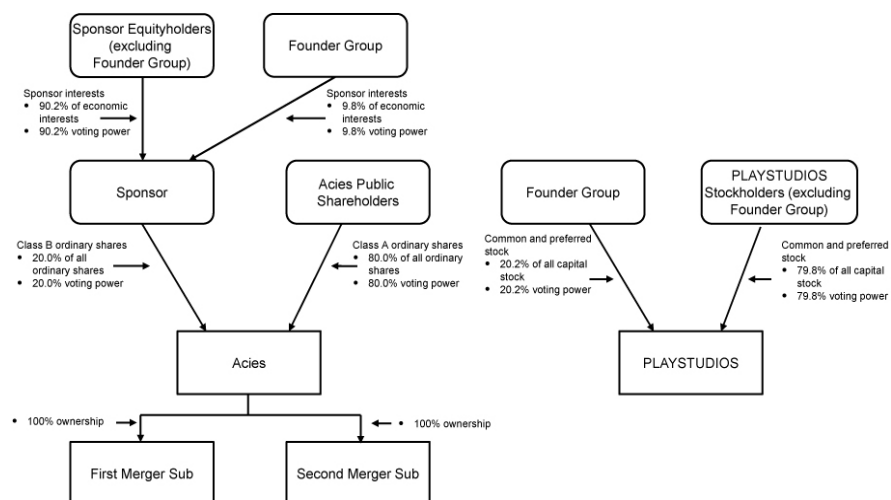 Sponsor Equityholders
(excluding
Founder Group)
Founder Group
Sponsor interests
• 90.2% of economic
interests
• 90.2% voting power
Sponsor interests
• 9.8% of economic
interests
• 9.8% voting power
Sponsor
Acies Public
Shareholders
Founder Group
PLAYSTUDIOS
Stockholders (excluding
Founder Group)
Class B ordinary shares
• 20.0% of all
ordinary shares
• 20.0% voting power
Class A ordinary shares
• 80.0% of all ordinary
shares
• 80.0% voting power
Common and preferred
stock
• 20.2% of all capital
stock
• 20.2% voting power
Common and preferred
stock
• 79.8% of all capital
stock
• 79.8% voting power
Acies
PLAYSTUDIOS
• 100% ownership
• 100% ownership
First Merger Sub
Second Merger Sub